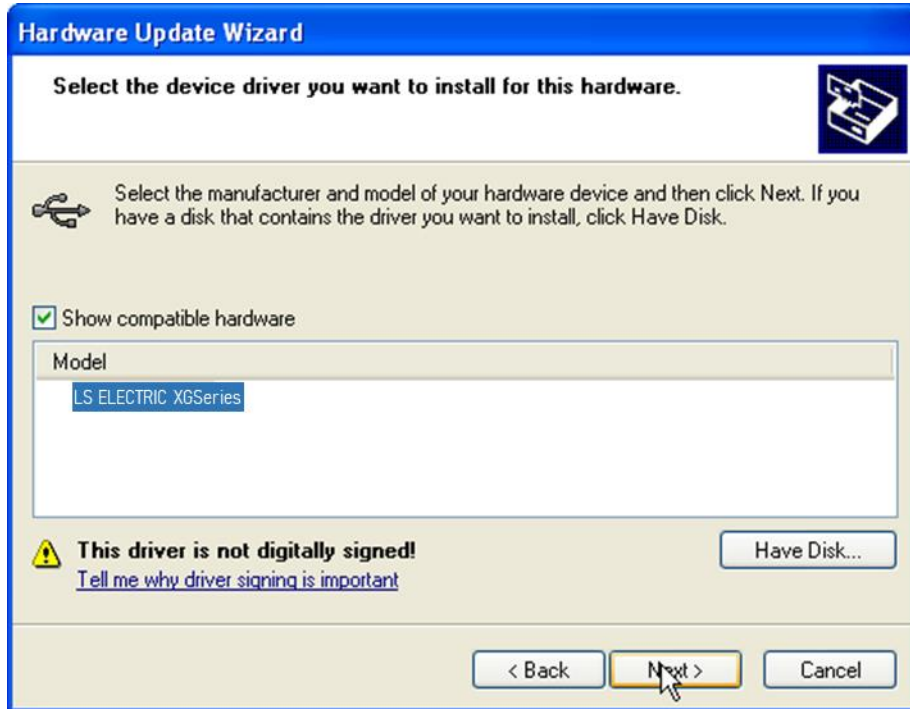 Hardware Update Wizard
Select the device driver you want to install for this hardware.
Select the manufacturer and model of your hardware device and then click Next. If you
have a disk that contains the driver you want to install, click Have Disk.
Show compatible hardware
Model
LS ELECTRIC XGSeries
This driver is not digitally signed!
Have Disk...
Tell me why driver signing is important
< Back
Next >
Cancel